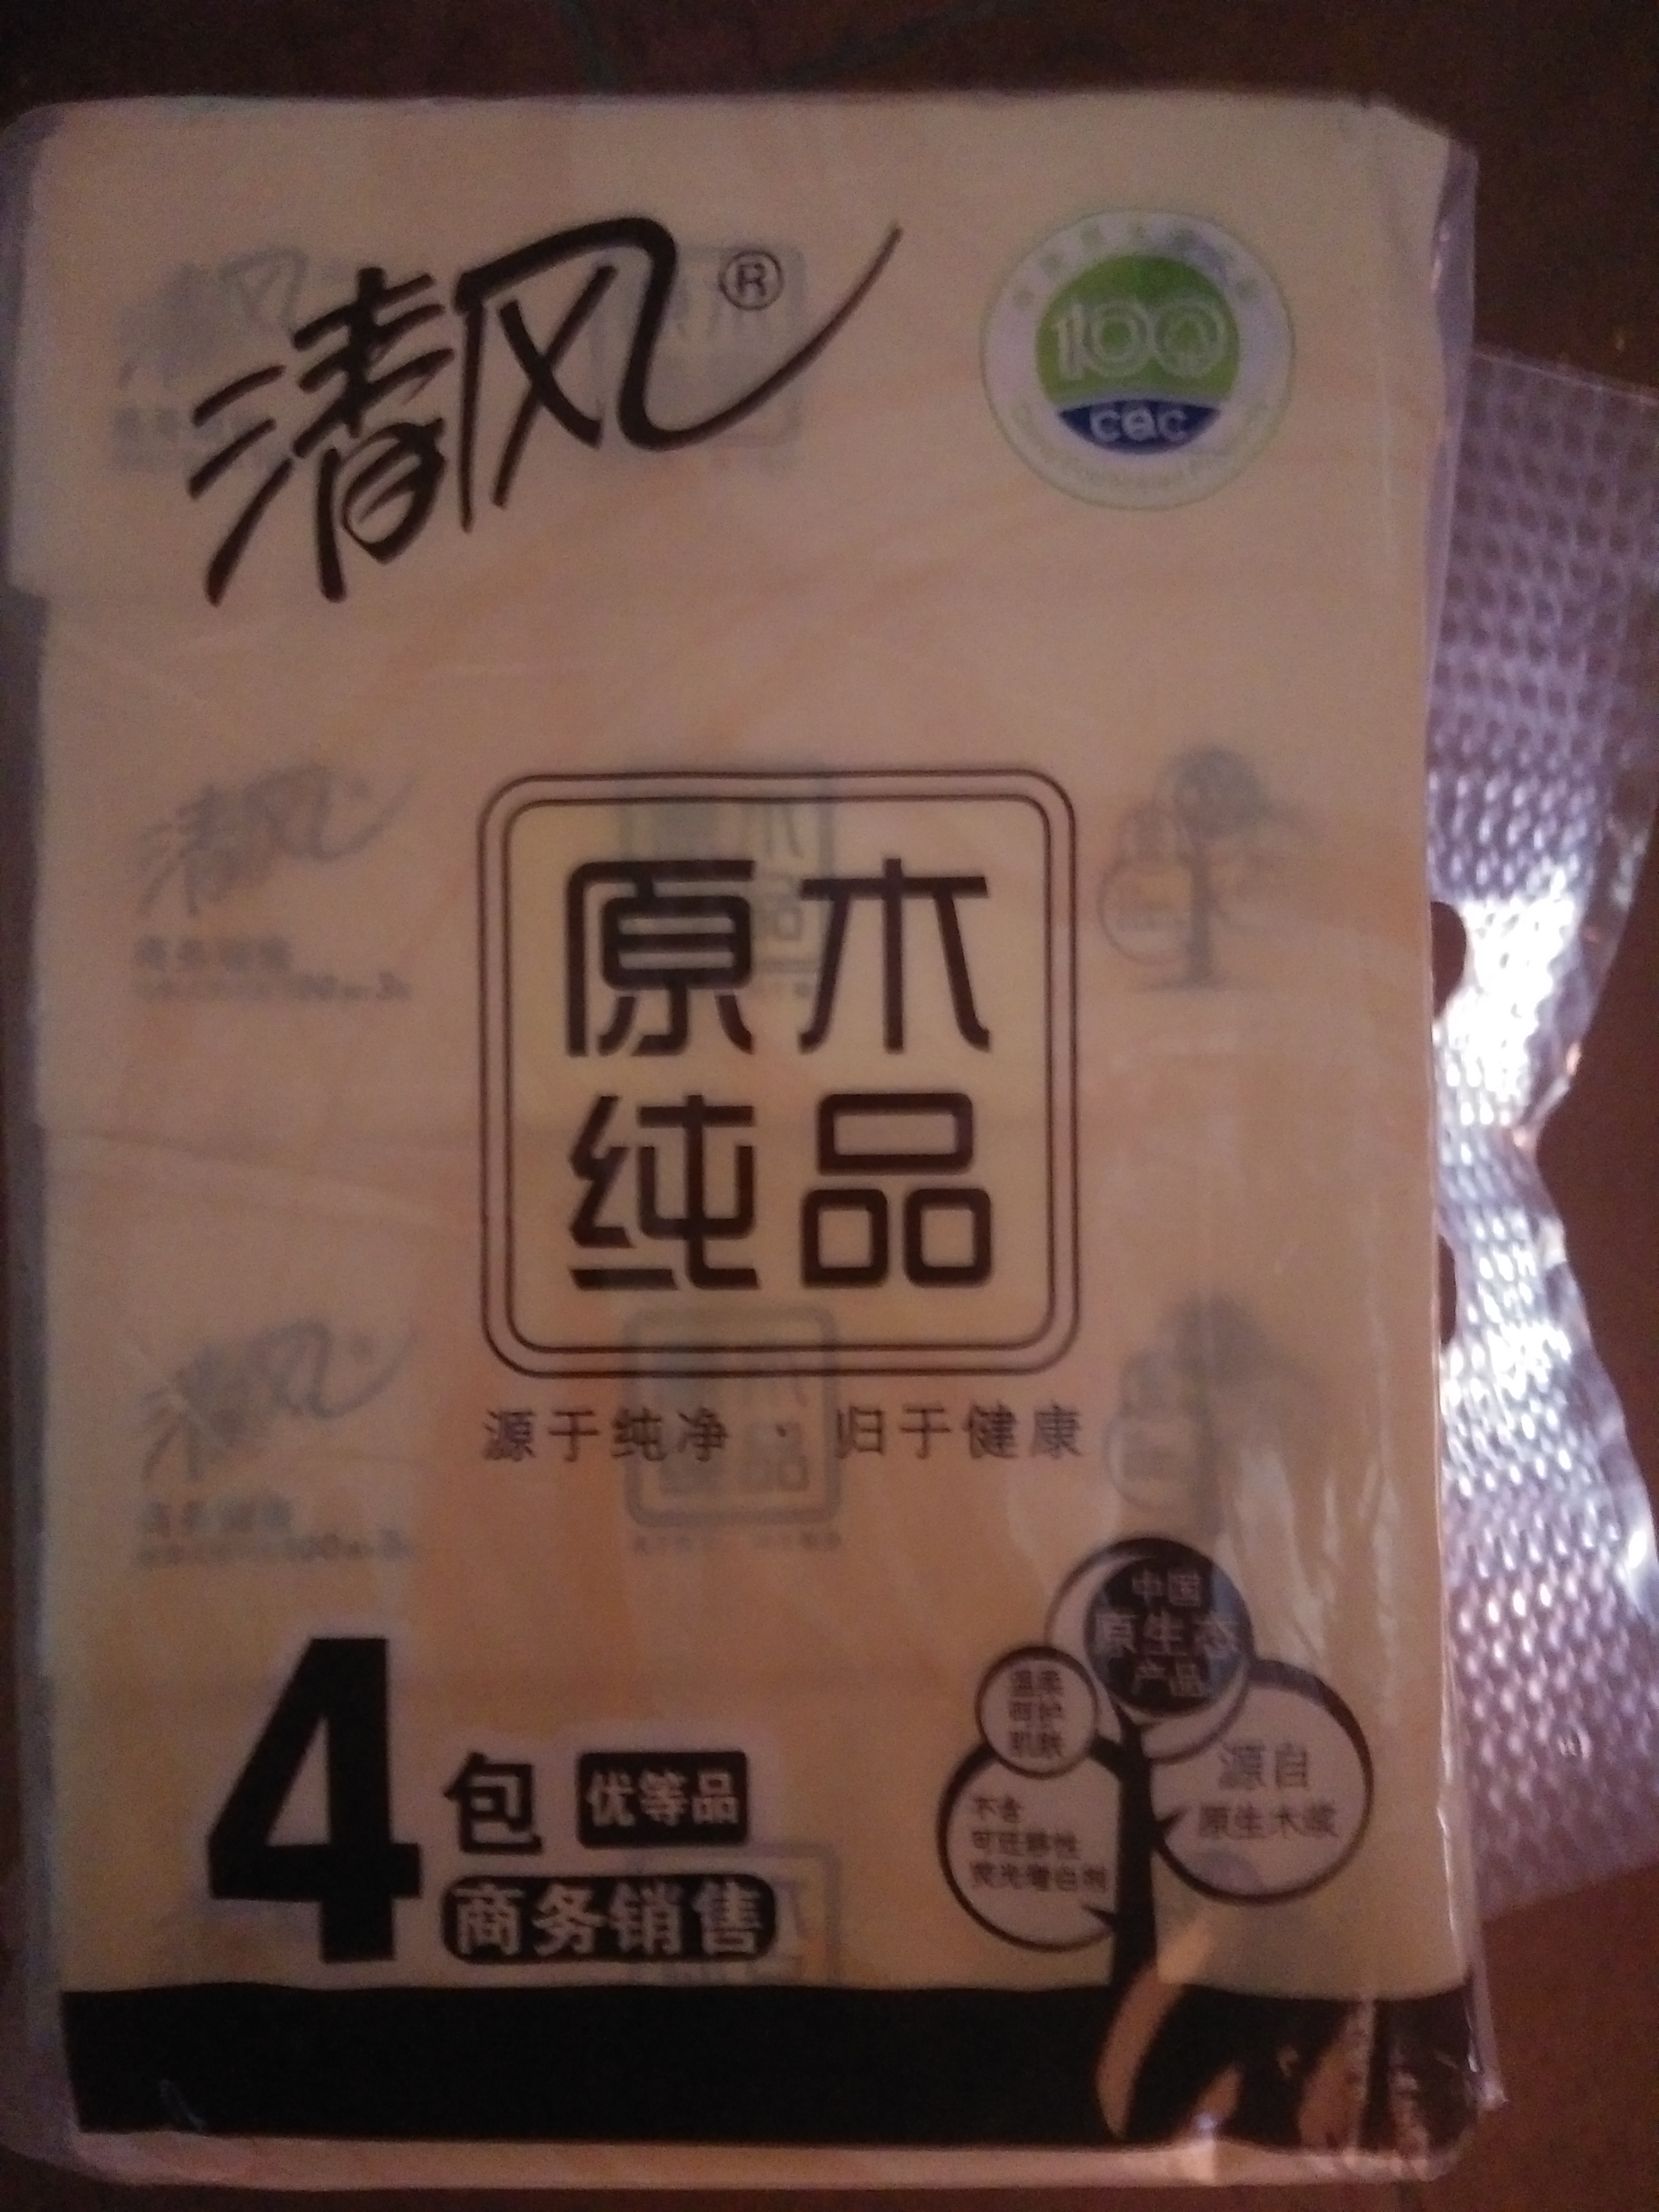 清风®
100
cec
原木
纯品
源于纯净 · 归于健康
中国
原生态
产品
温柔
呵护
肌肤
源自
原生木浆
不含
可迁移性
荧光增白剂
4包 优等品
商务销售